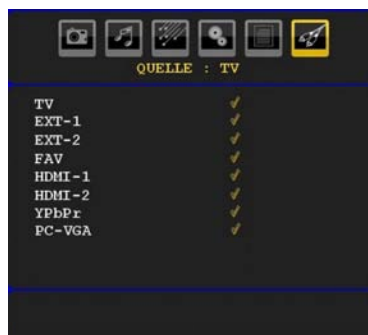 QUELLE : TV
TV
EXT-1
EXT-2
FAV
HDMI-1
HDMI-2
YPbPr
PC-VGA